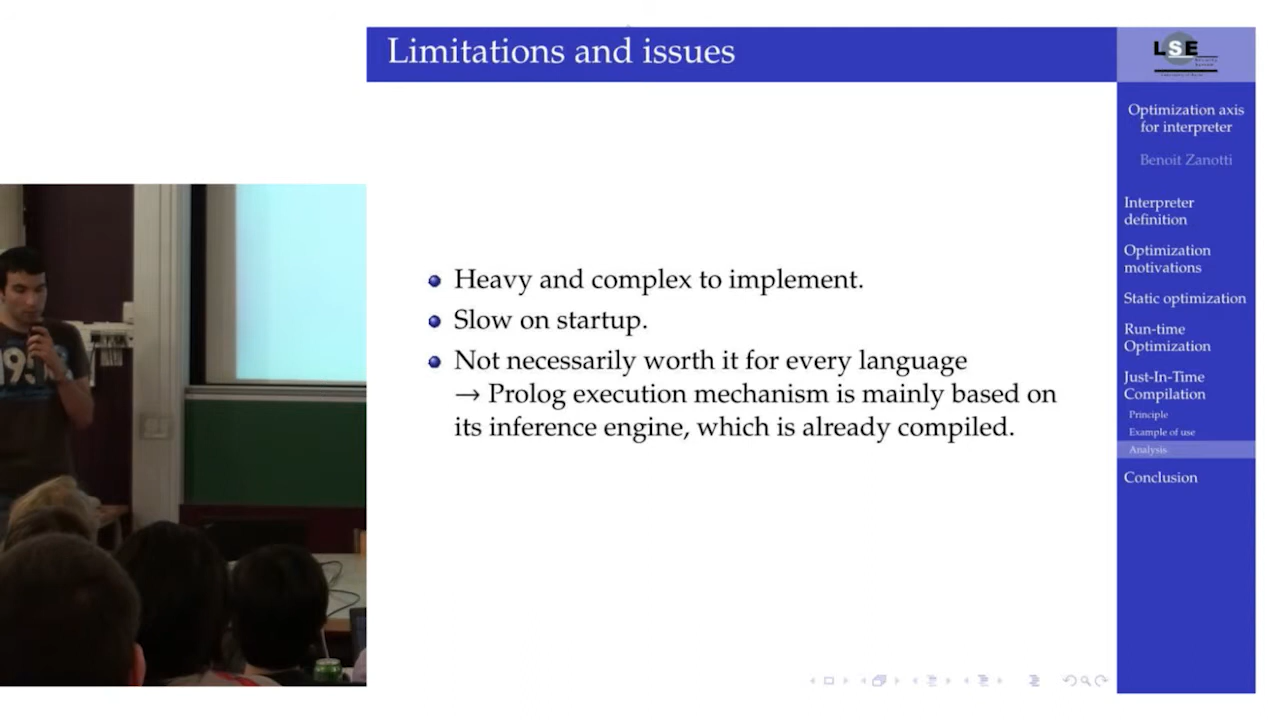 Limitations and issues
LSE
Optimization axis
for interpreter
Benoit Zanotti
Interpreter
definition
Optimization
motivations
Static optimization
Run-time
Optimization
Just-In-Time
Compilation
Principle
Example of use
Analysis
Conclusion
Heavy and complex to implement.
Slow on startup.
Not necessarily worth it for every language
→ Prolog execution mechanism is mainly based on
its inference engine, which is already compiled.